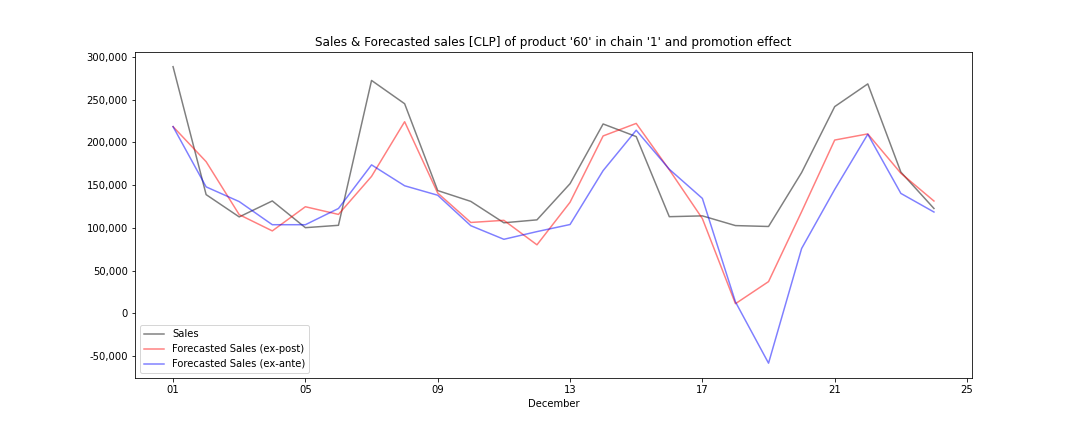 Sales & Forecasted sales [CLP] of product '60' in chain '1' and promotion effect
300,000
250,000
200,000
150,000
100,000
50,000
0
-50,000
Sales
Forecasted Sales (ex-post)
Forecasted Sales (ex-ante)
01 05 09 13 17 21 25
December